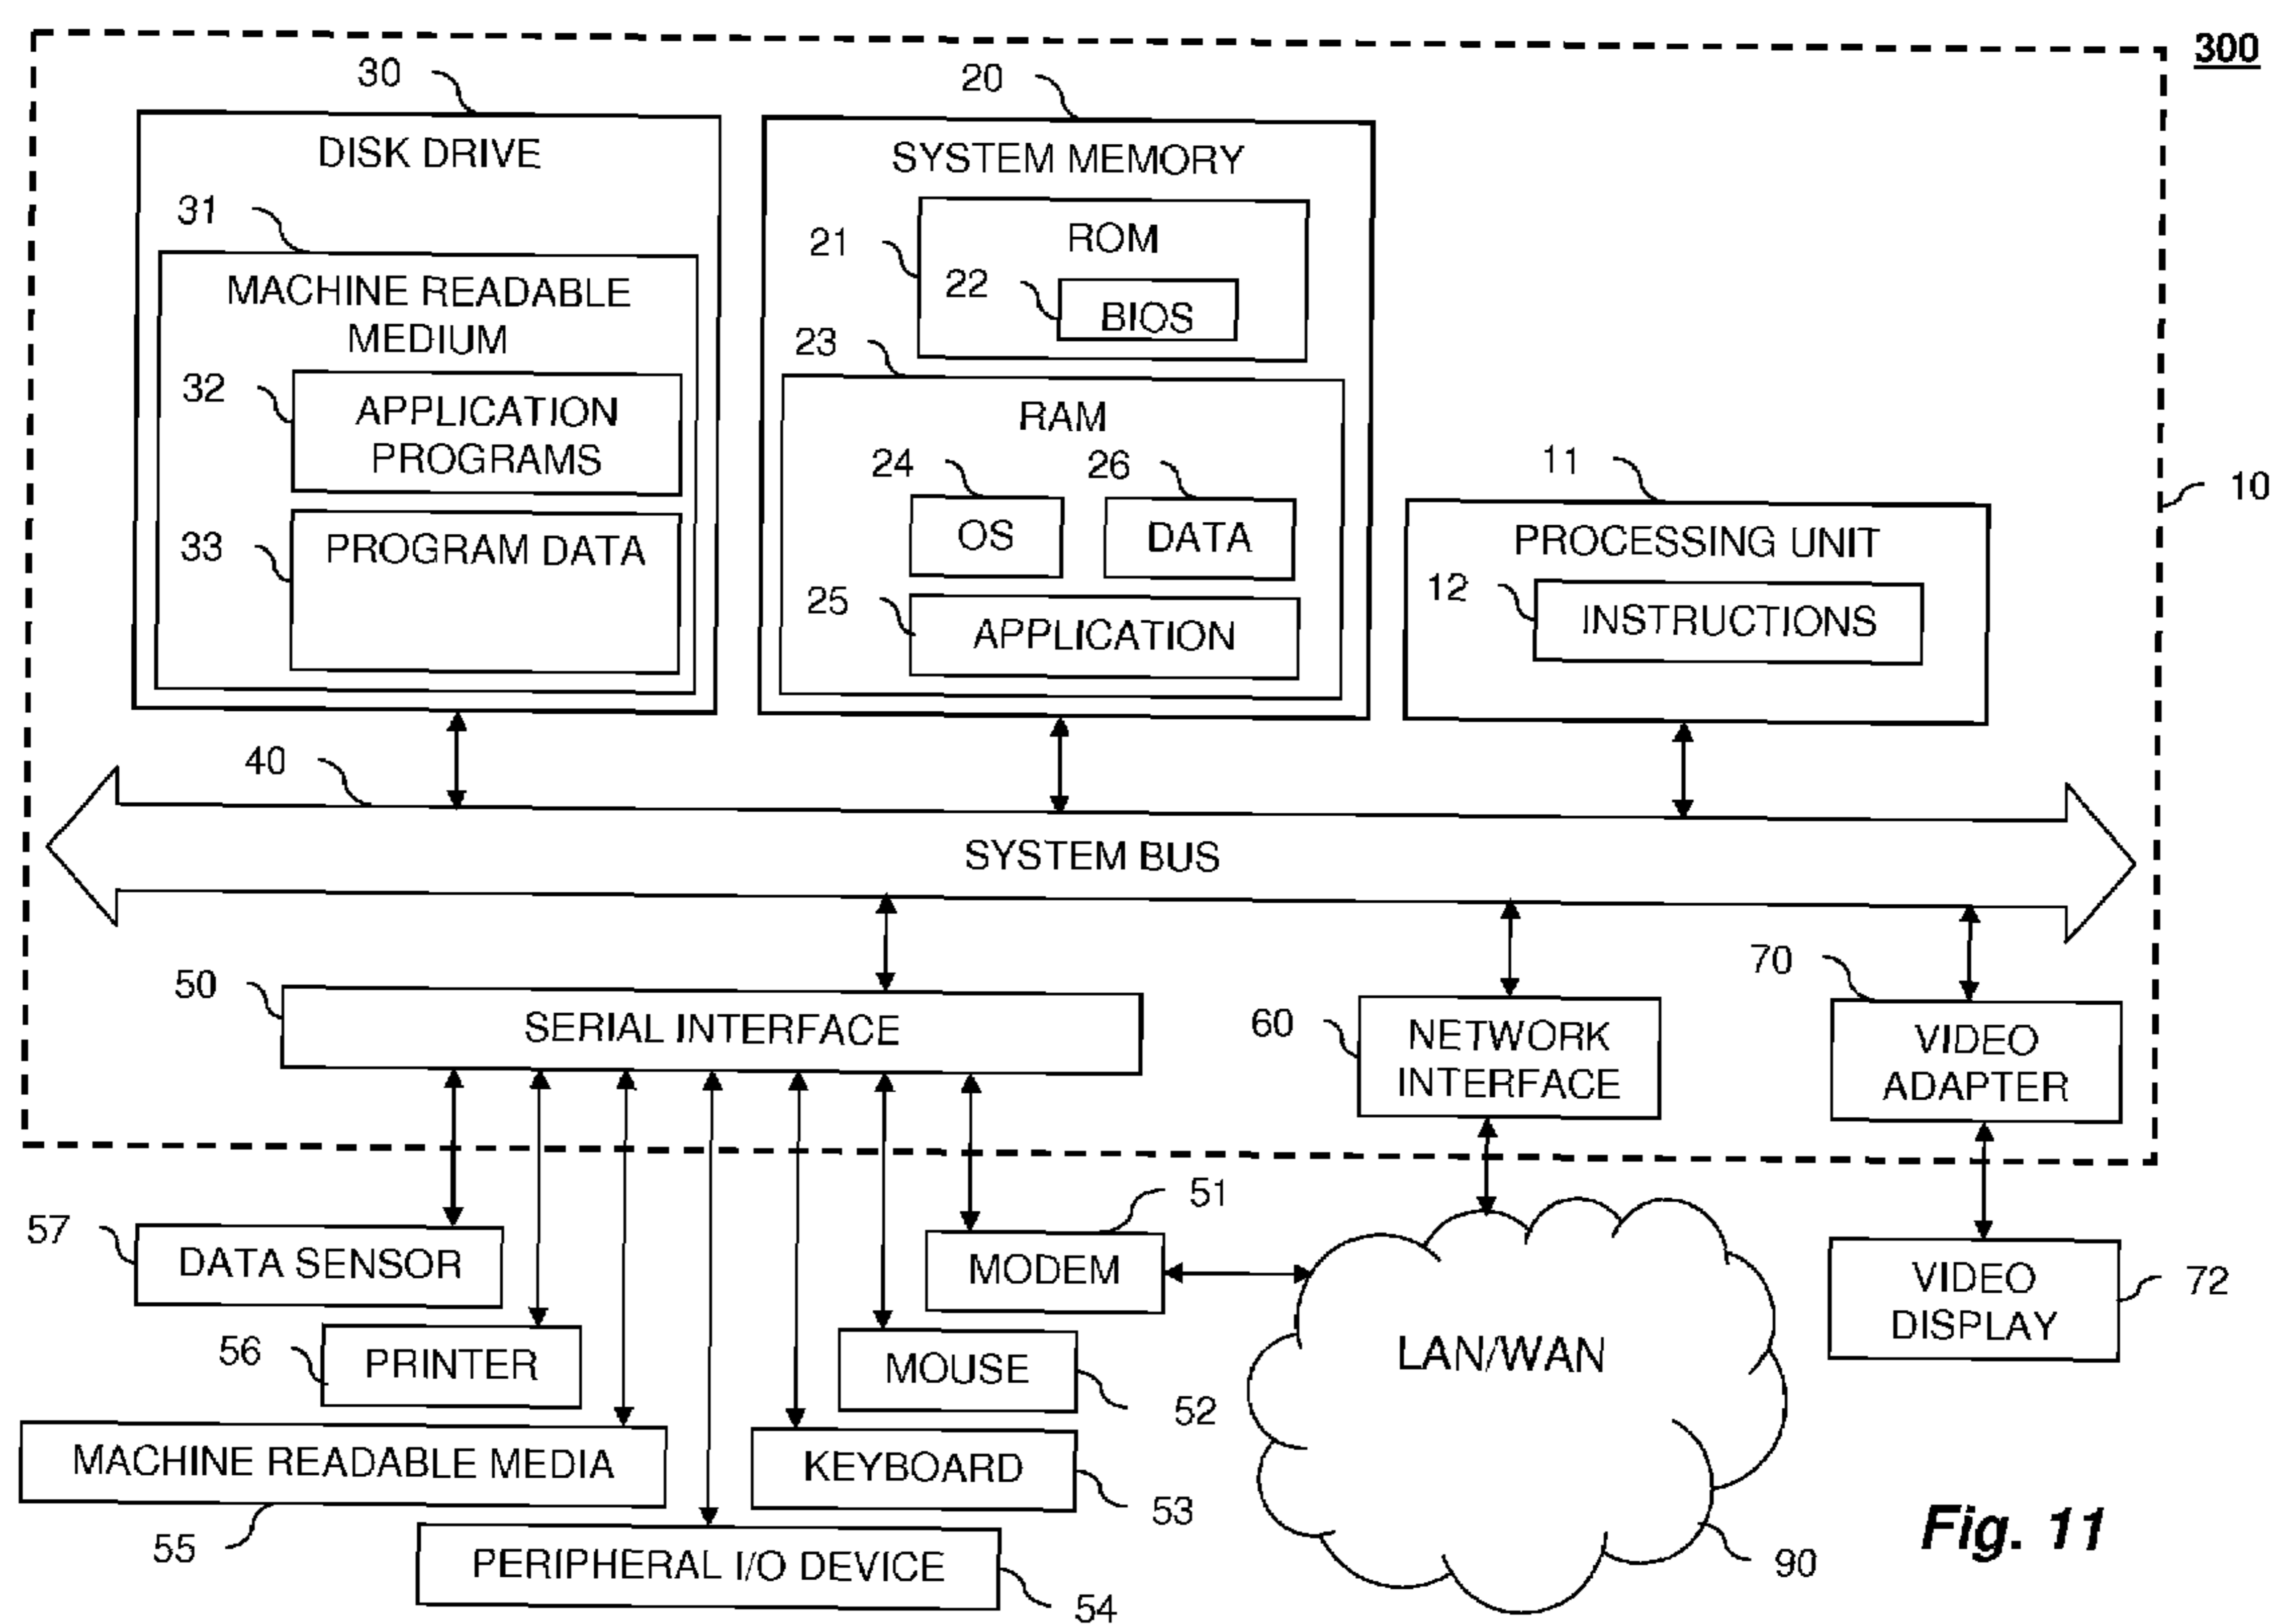 300
30
DISK DRIVE
31
MACHINE READABLE
MEDIUM
32
APPLICATION
PROGRAMS
33
PROGRAM DATA
20
SYSTEM MEMORY
21
ROM
22
BIOS
23
RAM
24
OS
26
DATA
25
APPLICATION
11
PROCESSING UNIT
12
INSTRUCTIONS
10
40
SYSTEM BUS
50
SERIAL INTERFACE
60
NETWORK
INTERFACE
70
VIDEO
ADAPTER
57
DATA SENSOR
56
PRINTER
MACHINE READABLE MEDIA
55
PERIPHERAL I/O DEVICE
54
KEYBOARD
53
MOUSE
52
51
MODEM
LAN/WAN
90
VIDEO
DISPLAY
72
Fig. 11